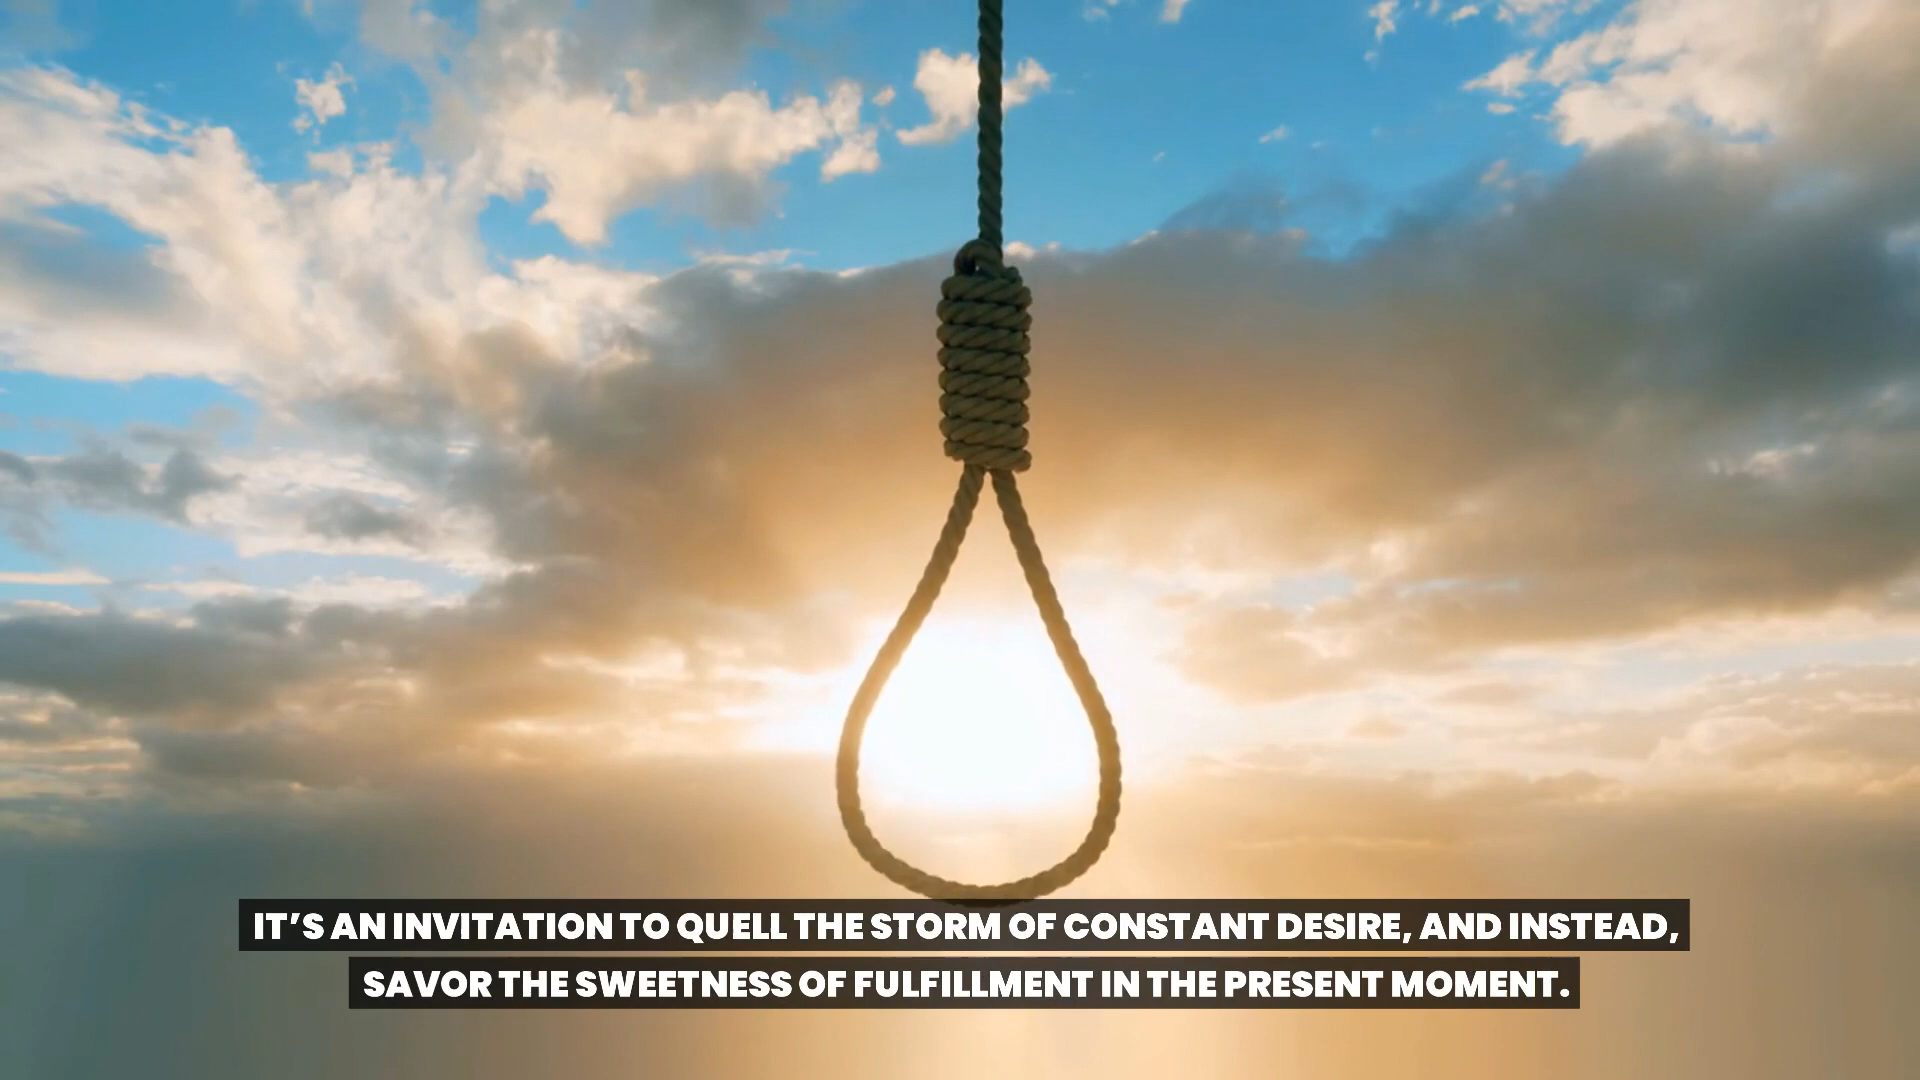 IT’S AN INVITATION TO QUELL THE STORM OF CONSTANT DESIRE, AND INSTEAD,
SAVOR THE SWEETNESS OF FULFILLMENT IN THE PRESENT MOMENT.